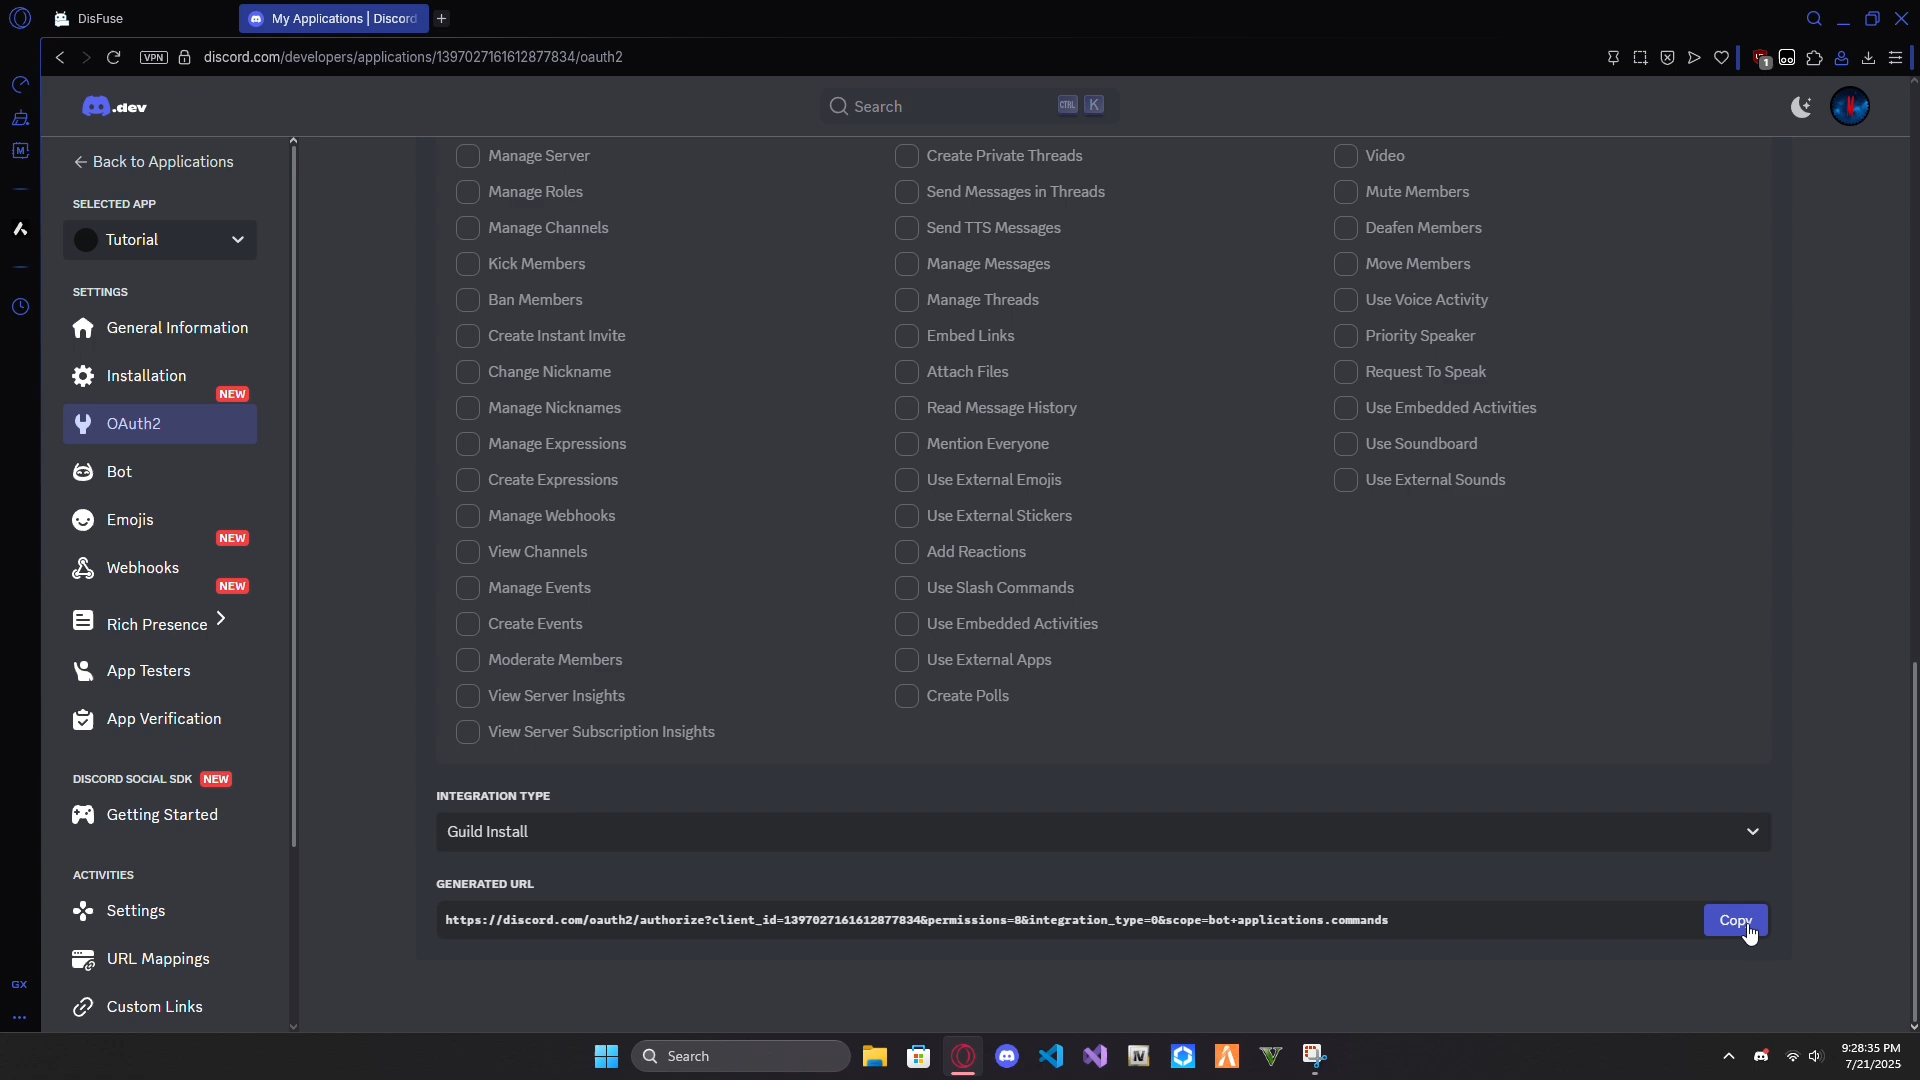 DisFuse
My Applications | Discord
VPN
discord.com/developers/applications/1397027161612877834/oauth2
1
.dev
Search
CTRL K
Back to Applications
SELECTED APP
Tutorial
SETTINGS
General Information
Installation
NEW
OAuth2
Bot
Emojis
NEW
Webhooks
NEW
Rich Presence
App Testers
App Verification
DISCORD SOCIAL SDK NEW
Getting Started
ACTIVITIES
Settings
URL Mappings
Custom Links
GX
Manage Server
Manage Roles
Manage Channels
Kick Members
Ban Members
Create Instant Invite
Change Nickname
Manage Nicknames
Manage Expressions
Create Expressions
Manage Webhooks
View Channels
Manage Events
Create Events
Moderate Members
View Server Insights
View Server Subscription Insights
Create Private Threads
Send Messages in Threads
Send TTS Messages
Manage Messages
Manage Threads
Embed Links
Attach Files
Read Message History
Mention Everyone
Use External Emojis
Use External Stickers
Add Reactions
Use Slash Commands
Use Embedded Activities
Use External Apps
Create Polls
Video
Mute Members
Deafen Members
Move Members
Use Voice Activity
Priority Speaker
Request To Speak
Use Embedded Activities
Use Soundboard
Use External Sounds
INTEGRATION TYPE
Guild Install
GENERATED URL
https://discord.com/oauth2/authorize?client_id=1397027161612877834&permissions=8&integration_type=0&scope=bot+applications.commands
Copy
Search
9:28:35 PM
7/21/2025